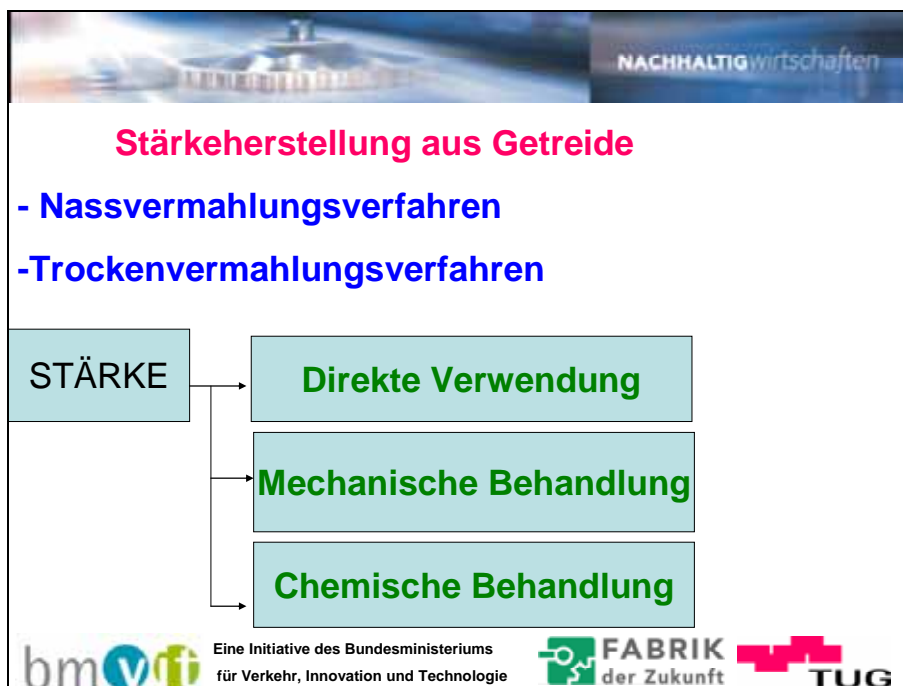 NACHHALTIGwirtschaften
Stärkeherstellung aus Getreide
- Nassvermahlungsverfahren
-Trockenvermahlungsverfahren
STÄRKE
Direkte Verwendung
Mechanische Behandlung
Chemische Behandlung
bmvit
Eine Initiative des Bundesministeriums
für Verkehr, Innovation und Technologie
FABRIK
der Zukunft
TUG